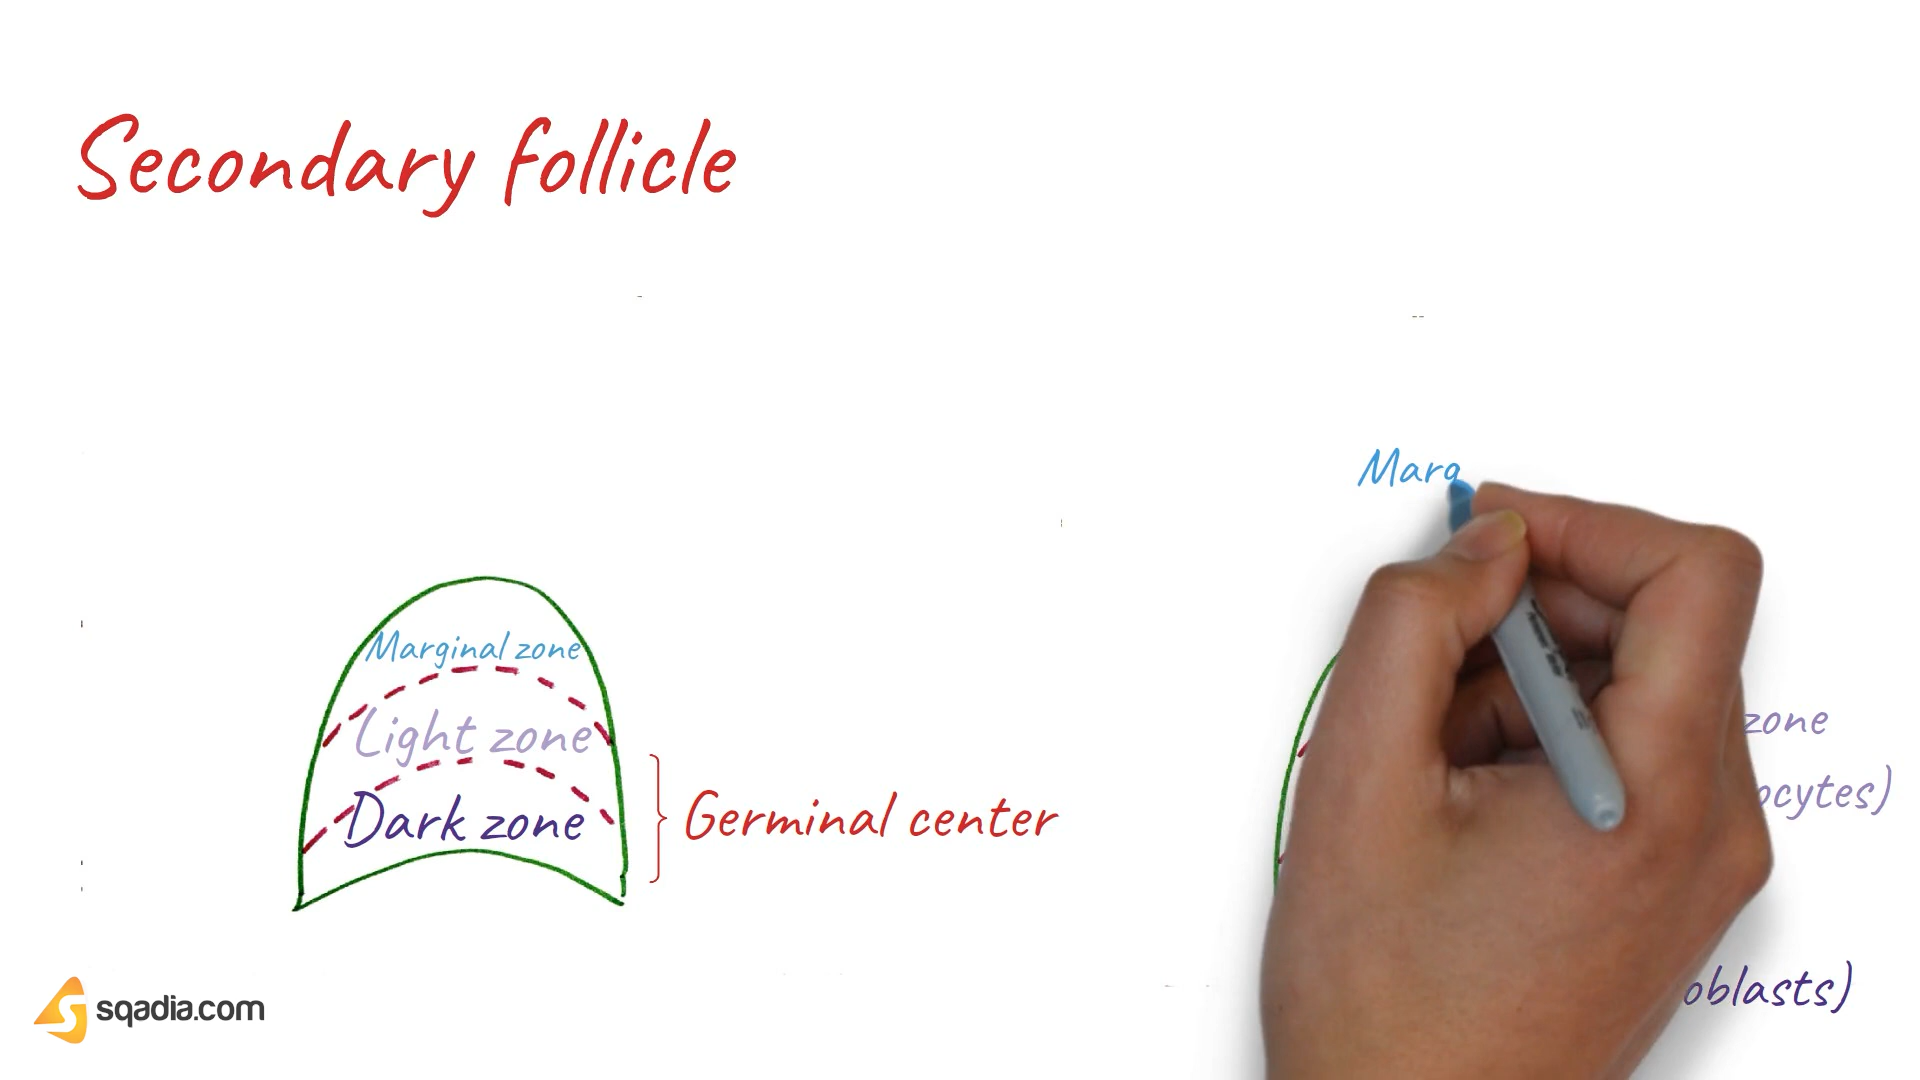 Secondary follicle
Marg
Marginal zone
Light zone
Dark zone
Germinal center
zone
ocytes)
oblasts)
sqadia.com